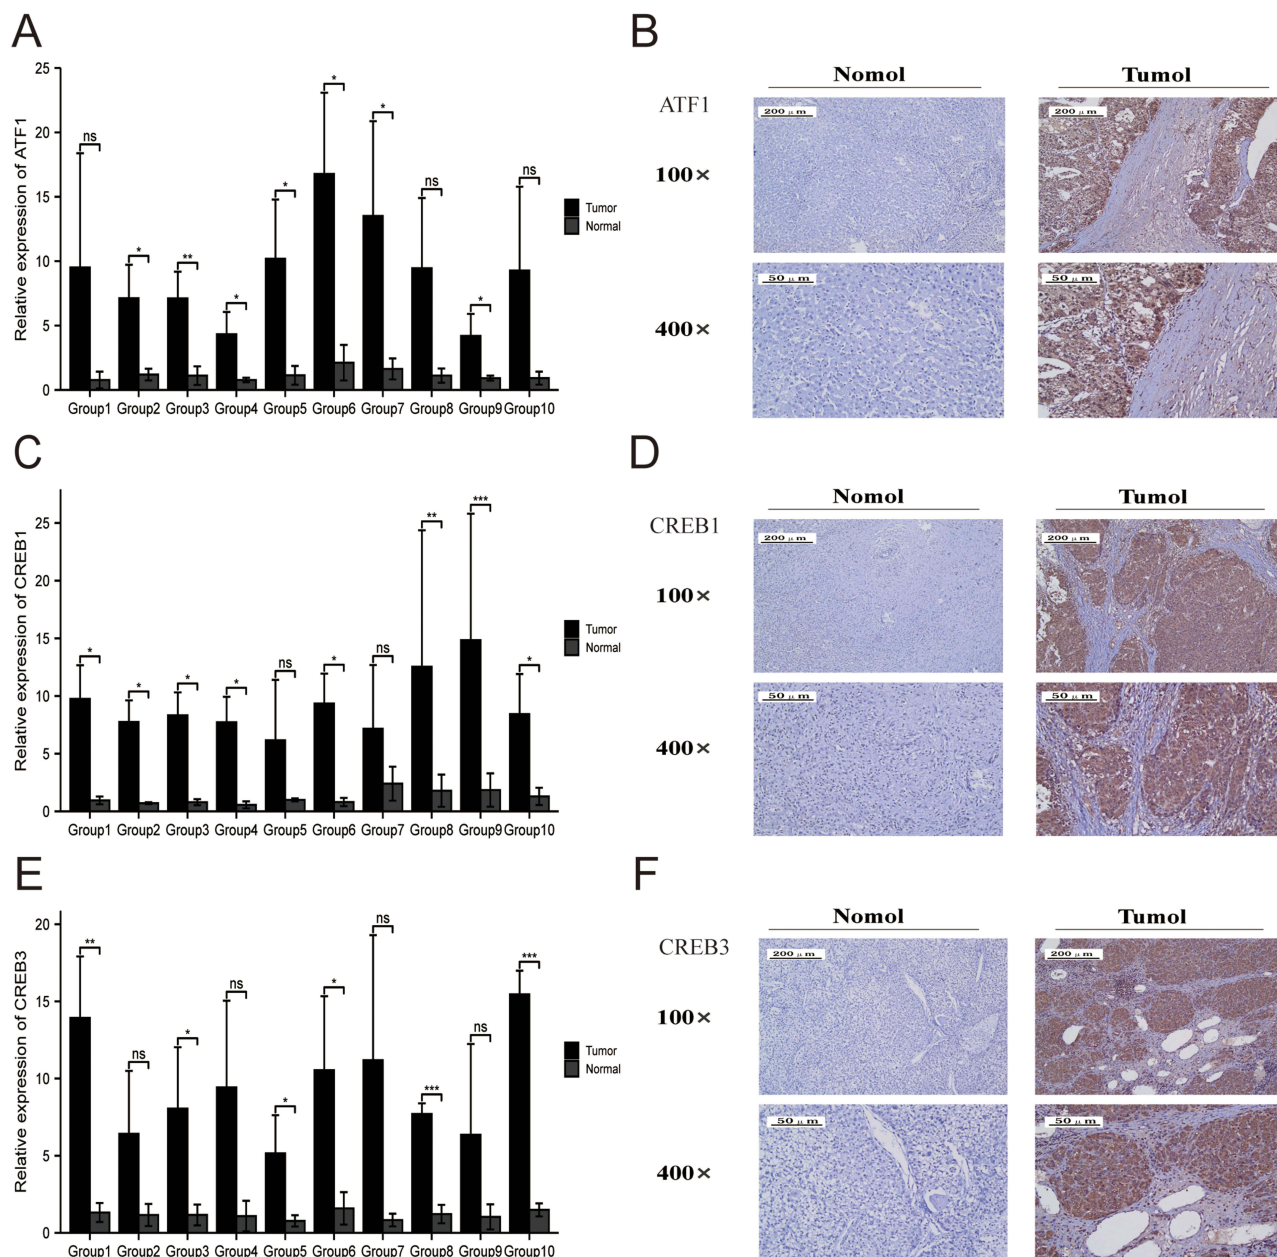 A
Relative expression of ATF1
25
20
15
10
5
0
ns
*
**
*
*
*
*
ns
*
ns
Tumor
Normal
Group1 Group2 Group3 Group4 Group5 Group6 Group7 Group8 Group9 Group10
B
Nomol Tumol
ATF1
100×
400×
200 μm
200 μm
50 μm
50 μm
C
Relative expression of CREB1
25
20
15
10
5
0
*
*
*
*
ns
*
ns
**
***
*
Tumor
Normal
Group1 Group2 Group3 Group4 Group5 Group6 Group7 Group8 Group9 Group10
D
Nomol Tumol
CREB1
100×
400×
200 μm
200 μm
50 μm
50 μm
E
Relative expression of CREB3
20
15
10
5
0
**
ns
*
ns
*
*
ns
***
ns
***
Tumor
Normal
Group1 Group2 Group3 Group4 Group5 Group6 Group7 Group8 Group9 Group10
F
Nomol Tumol
CREB3
100×
400×
200 μm
200 μm
50 μm
50 μm